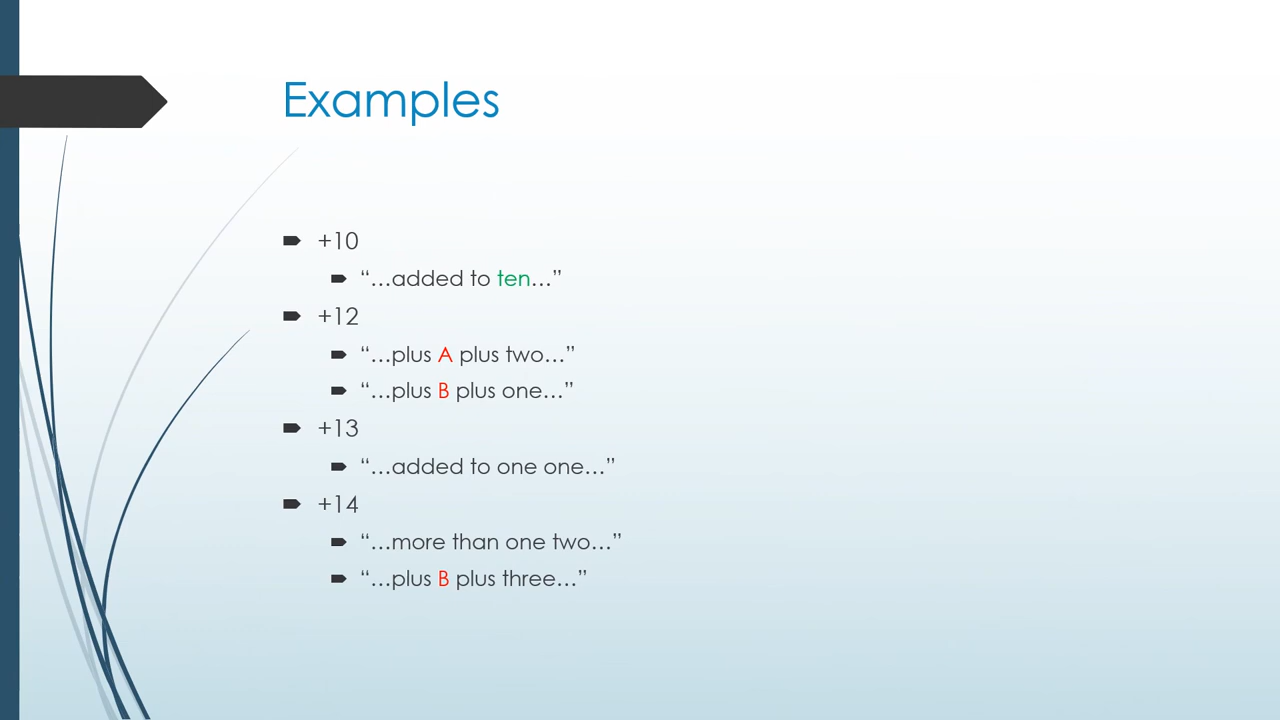 Examples
+10
“…added to ten…”
+12
“…plus A plus two…”
“…plus B plus one…”
+13
“…added to one one…”
+14
“…more than one two…”
“…plus B plus three…”